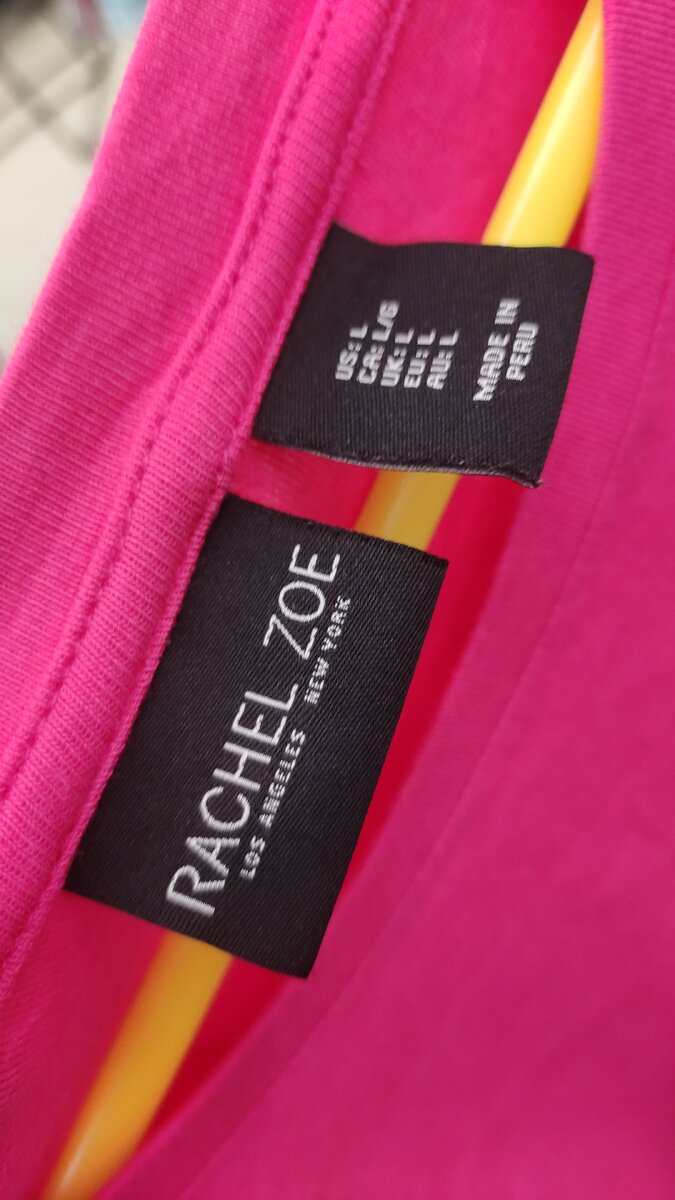 US: L
CA: L/G
UK: L
EU: L
AU: L
MADE IN
PERU
RACHEL ZOE
LOS ANGELES NEW YORK